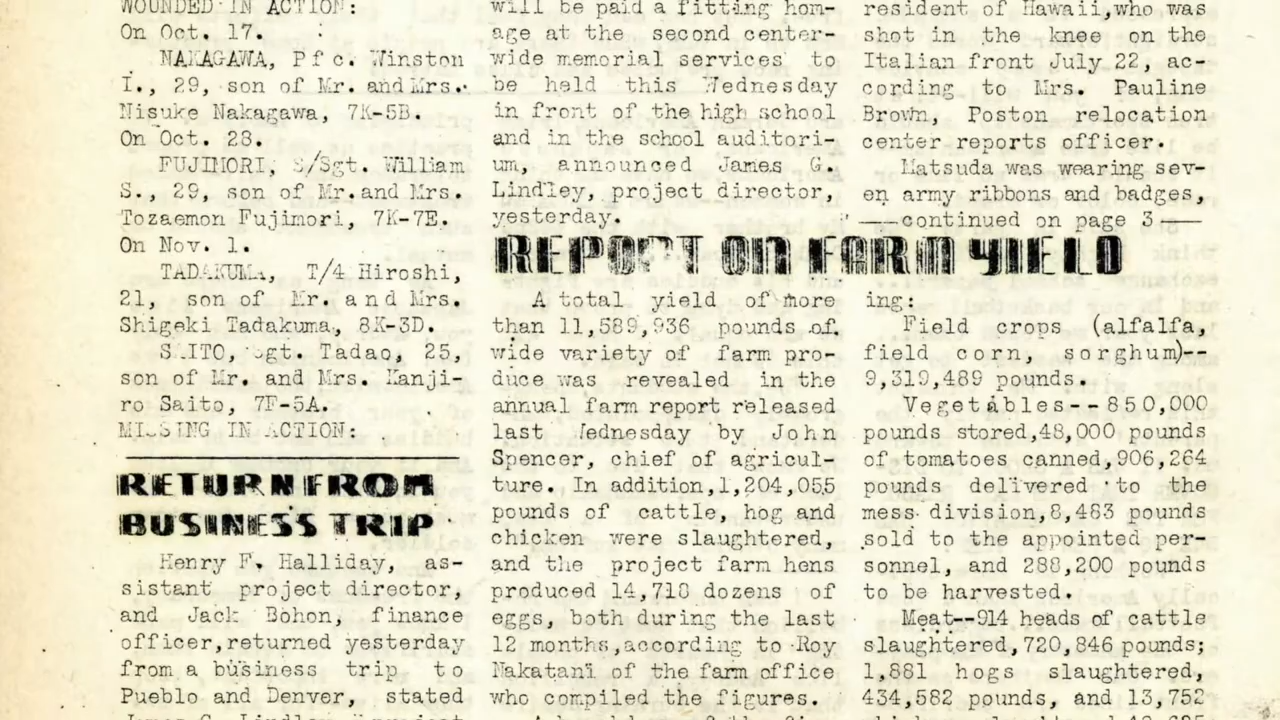 WOUNDED IN ACTION:
On Oct. 17.
NAKAGAWA, Pfc. Winston
I., 29, son of Mr. and Mrs.
Nisuke Nakagawa, 7K-5B.
On Oct. 28.
FUJIMORI, S/Sgt. William
S., 29, son of Mr. and Mrs.
Tozaemon Fujimori, 7K-7E.
On Nov. 1.
TADAKUMA, T/4 Hiroshi,
21, son of Mr. and Mrs.
Shigeki Tadakuma, 8K-3D.
SAITO, Sgt. Tadao, 25,
son of Mr. and Mrs. Kanji-
ro Saito, 7F-5A.
MISSING IN ACTION:
RETURN FROM
BUSINESS TRIP
Henry F. Halliday, as-
sistant project director,
and Jack Bohon, finance
officer, returned yesterday
from a business trip to
Pueblo and Denver, stated
James G. Lindley, project
will be paid a fitting hom-
age at the second center-
wide memorial services to
be held this Wednesday
in front of the high school
and in the school auditori-
um, announced James G.
Lindley, project director,
yesterday.
resident of Hawaii, who was
shot in the knee on the
Italian front July 22, ac-
cording to Mrs. Pauline
Brown, Poston relocation
center reports officer.
Matsuda was wearing sev-
en army ribbons and badges,
—continued on page 3—
REPORT ON FARM YIELD
A total yield of more
than 11,589,936 pounds of
wide variety of farm pro-
duce was revealed in the
annual farm report released
last Wednesday by John
Spencer, chief of agricul-
ture. In addition, 1,204,055
pounds of cattle, hog and
chicken were slaughtered,
and the project farm hens
produced 14,718 dozens of
eggs, both during the last
12 months, according to Roy
Nakatani of the farm office
who compiled the figures.
ing:
Field crops (alfalfa,
field corn, sorghum)--
9,319,489 pounds.
Vegetables--850,000
pounds stored, 48,000 pounds
of tomatoes canned, 906,264
pounds delivered to the
mess division, 8,483 pounds
sold to the appointed per-
sonnel, and 288,200 pounds
to be harvested.
Meat--914 heads of cattle
slaughtered, 720,846 pounds;
1,881 hogs slaughtered,
434,582 pounds, and 13,752